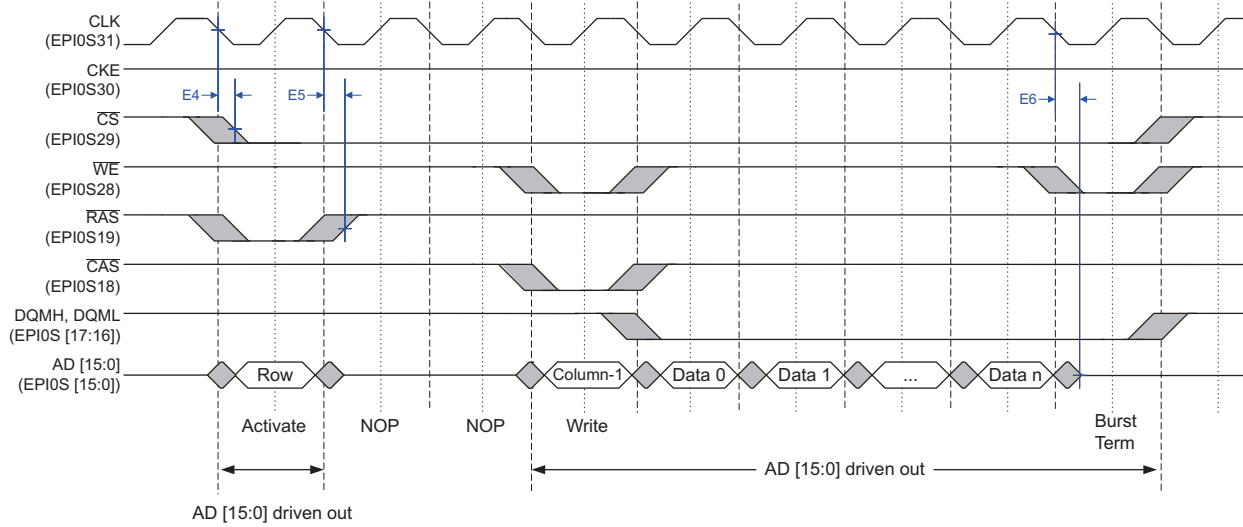 CLK
(EPI0S31)
CKE
(EPI0S30)
E4
E5
E6
CS
(EPI0S29)
WE
(EPI0S28)
RAS
(EPI0S19)
CAS
(EPI0S18)
DQMH, DQML
(EPI0S [17:16])
AD [15:0]
(EPI0S [15:0])
Row
Column-1
Data 0
Data 1
...
Data n
Activate
NOP
NOP
Write
Burst
Term
AD [15:0] driven out
AD [15:0] driven out